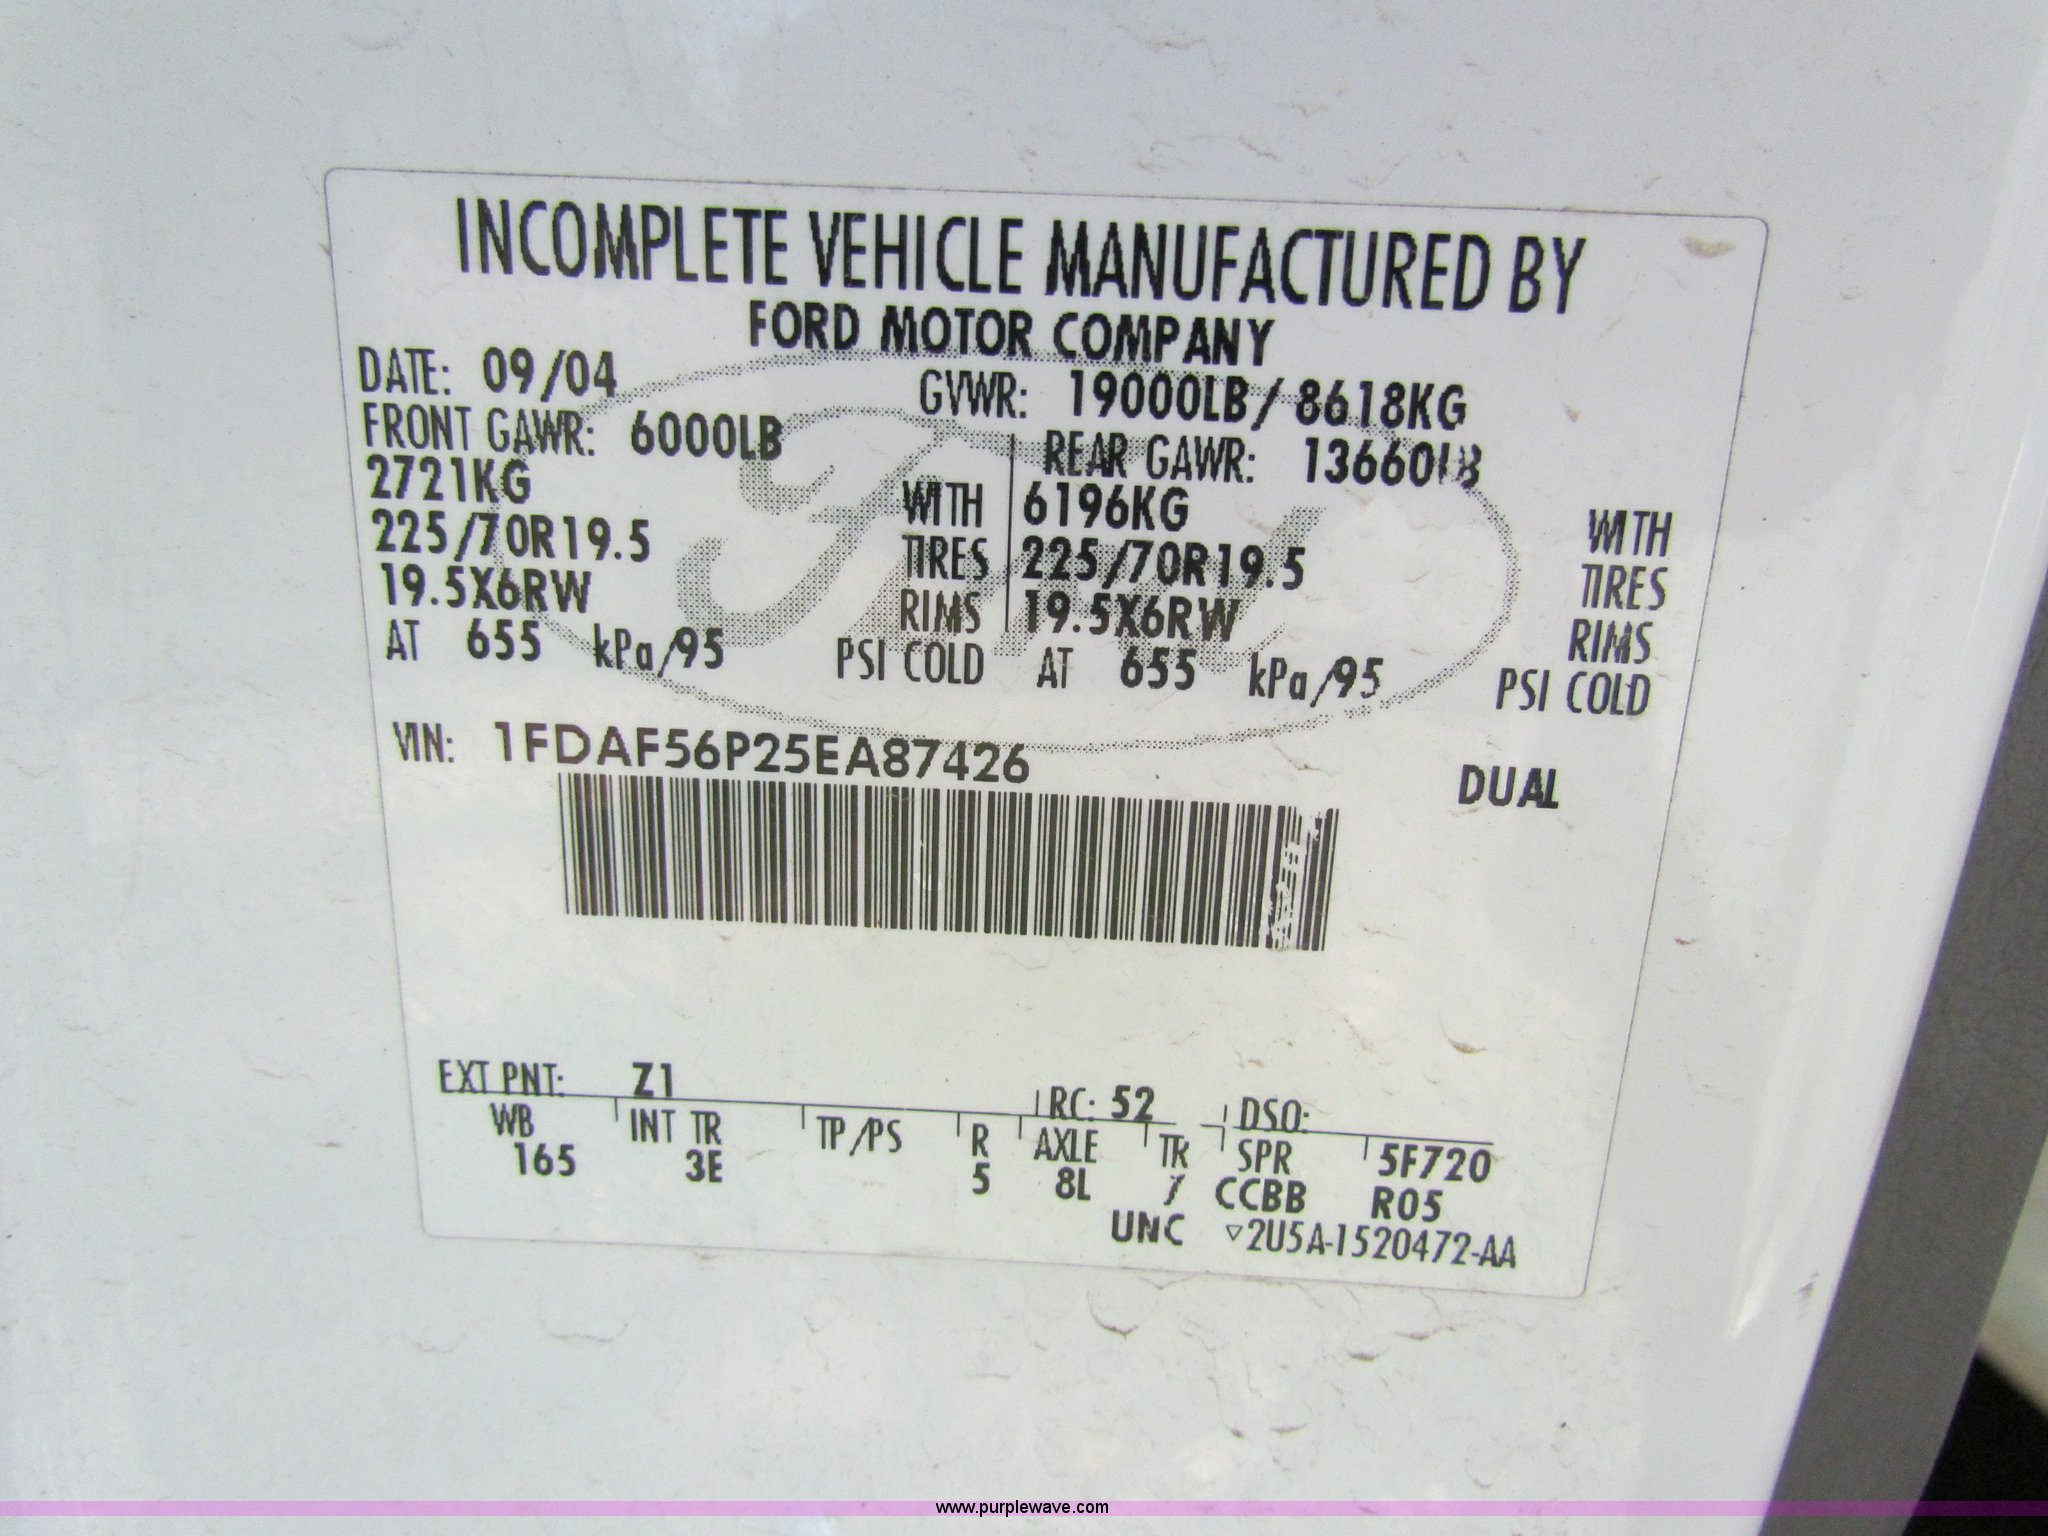 INCOMPLETE VEHICLE MANUFACTURED BY
FORD MOTOR COMPANY
DATE: 09/04 GVWR: 19000LB/ 8618KG
FRONT GAWR: 6000LB REAR GAWR: 13660LB
2721KG WITH 6196KG WITH
225/70R19.5 TIRES 225/70R19.5 TIRES
19.5X6RW RIMS 19.5X6RW RIMS
AT 655 kPa/95 PSI COLD AT 655 kPa/95 PSI COLD
VIN: 1FDAF56P25EA87426 DUAL
EXT PNT: Z1 RC: 52 DSO:
WB INT TR TP/PS R AXLE TR SPR 5F720
165 3E 5 8L 7 CCBB R05
UNC ▽2U5A-1520472-AA
www.purplewave.com